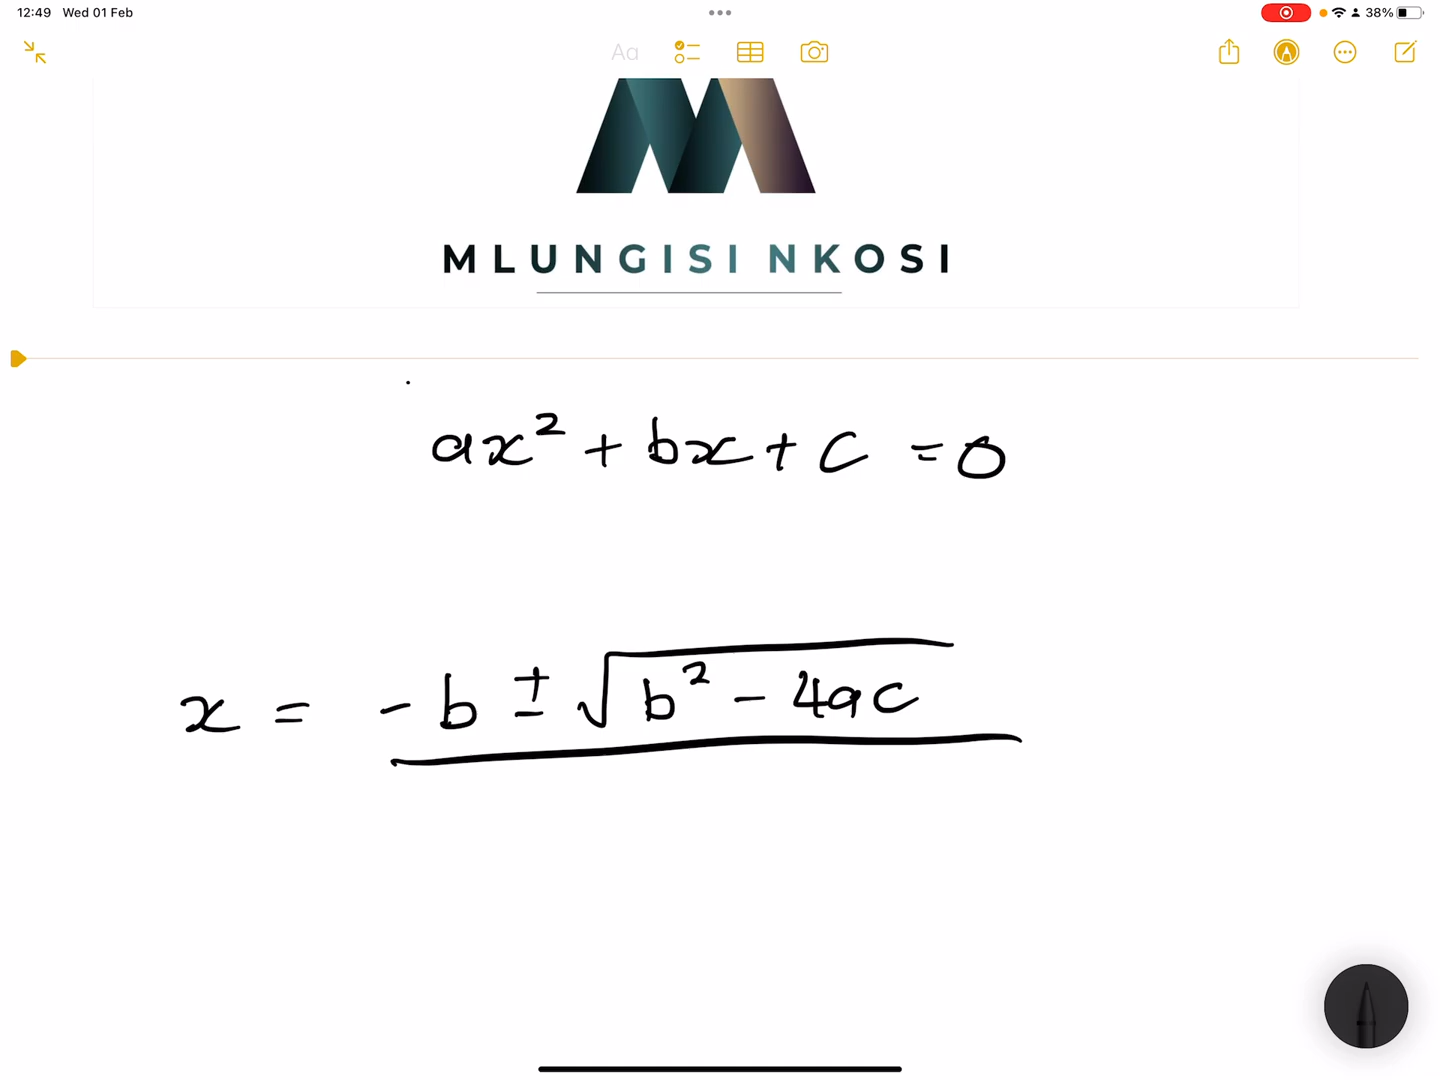 12:49 Wed 01 Feb
38%
Aa
MLUNGISI NKOSI
ax² + bx + c = 0
x = -b ± √b² - 4ac